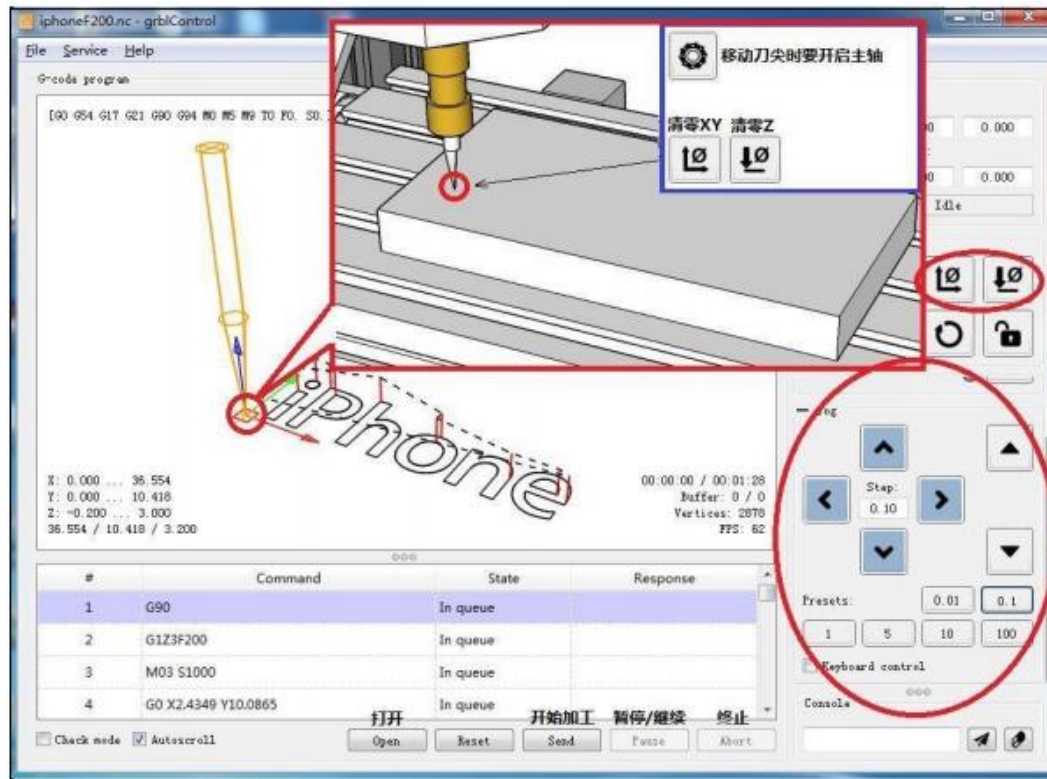 iphoneF200.nc - grblControl
File Service Help
G-code program
[G0 G54 G17 G21 G90 G94 M0 M5 M9 T0 F0. S0.
移动刀尖时要开启主轴
清零XY 清零Z
0.000
0.000
Idle
iPhone
X: 0.000 ... 36.554
Y: 0.000 ... 10.418
Z: -0.200 ... 3.000
36.554 / 10.418 / 3.200
00:00:00 / 00:01:28
Buffer: 0 / 0
Vertices: 2878
FPS: 62
Jog
Step:
0.10
Presets: 0.01 0.1
1 5 10 100
Keyboard control
# Command State Response
1 G90 In queue
2 G1Z3F200 In queue
3 M03 S1000 In queue
4 G0 X2.4349 Y10.0865 In queue
Console
打开 开始加工 暂停/继续 终止
Check mode Autoscroll Open Reset Send Pause Abort